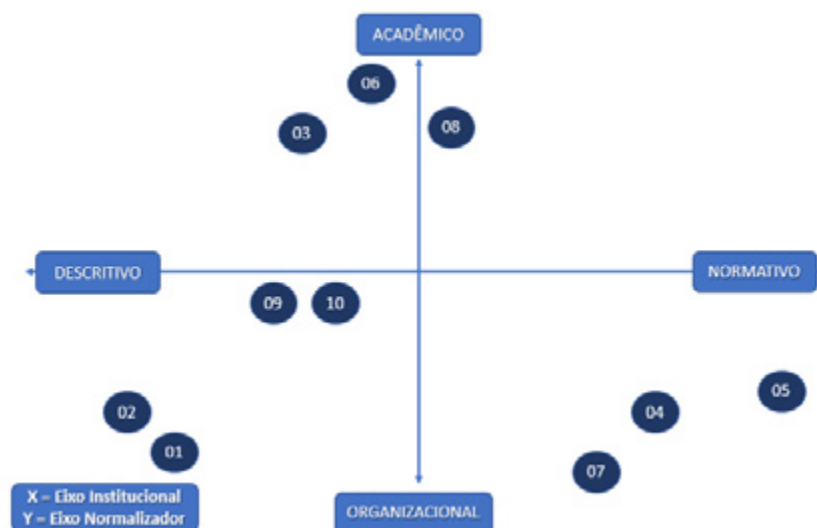 ACADÊMICO
06
03
08
DESCRITIVO
NORMATIVO
09
10
05
02
04
01
07
X – Eixo Institucional
Y – Eixo Normalizador
ORGANIZACIONAL